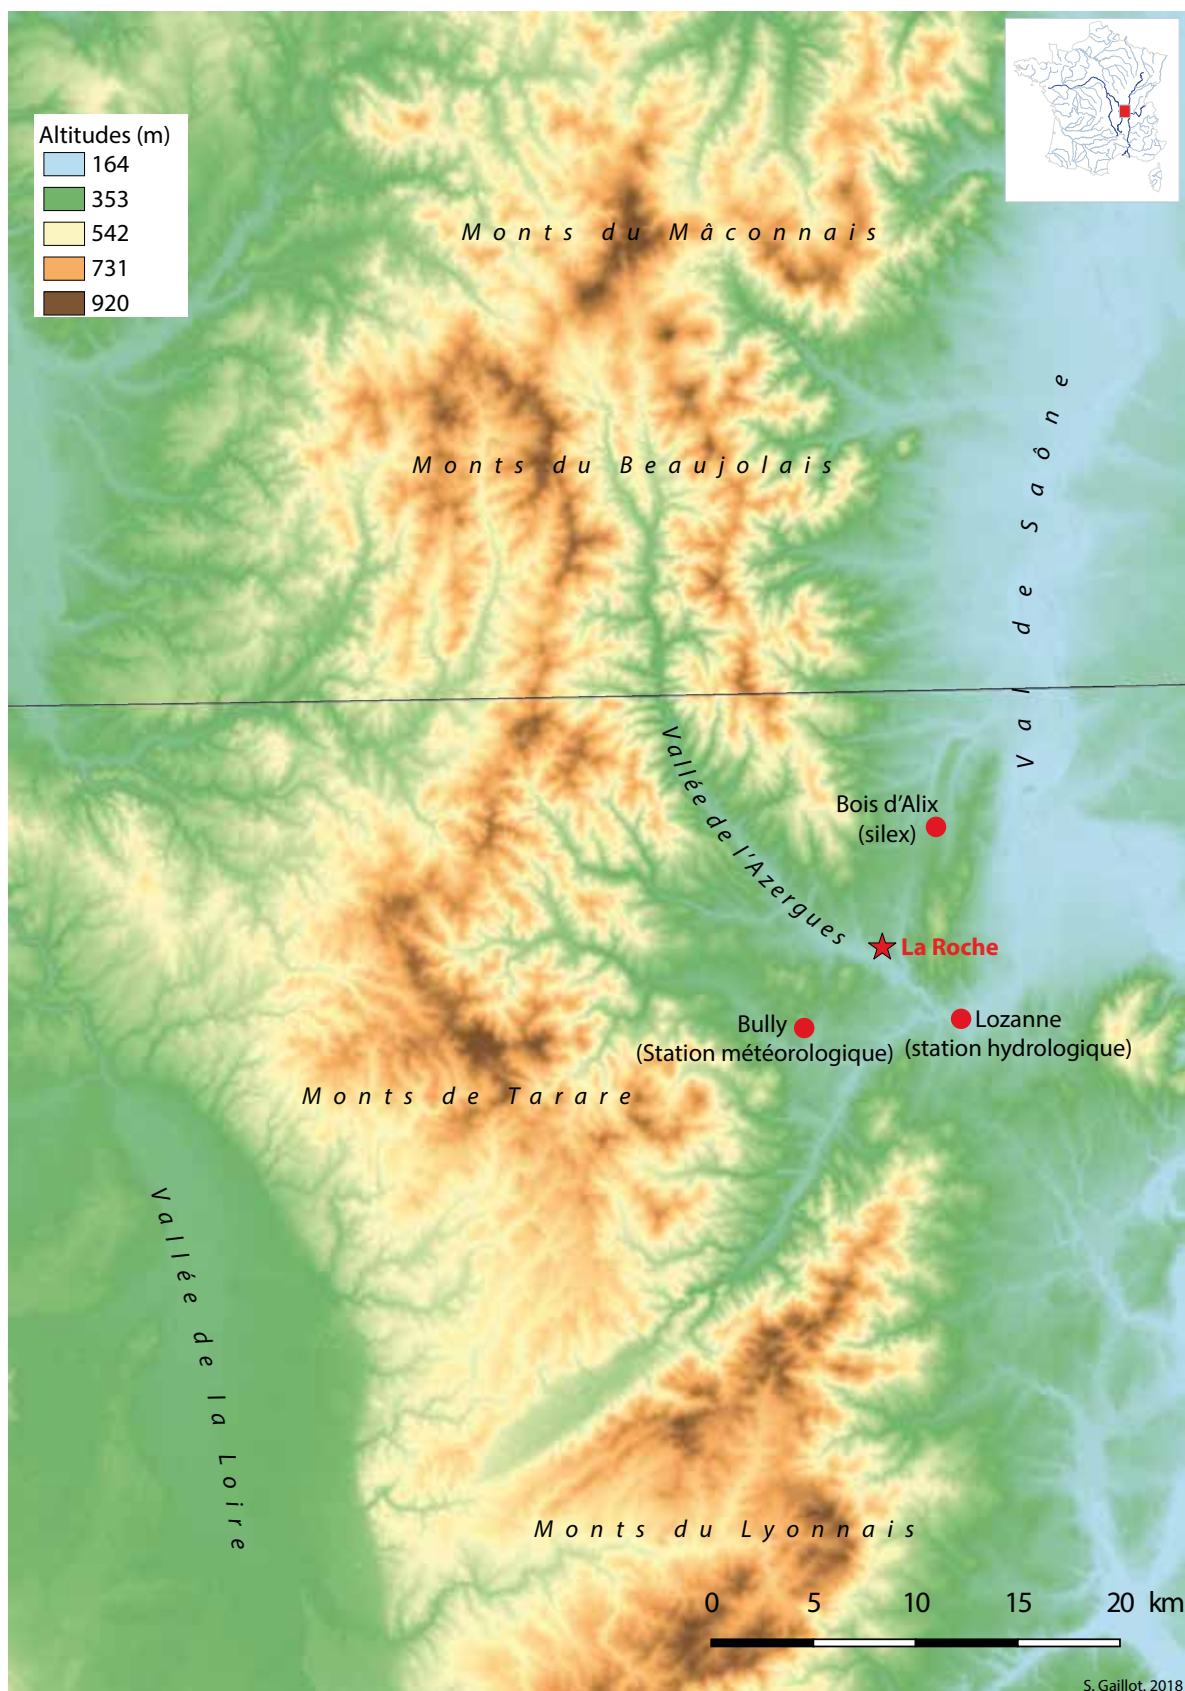 Altitudes (m)
164
353
542
731
920
Monts du Mâconnais
Monts du Beaujolais
Val de Saône
Vallée de l'Azergues
Bois d'Alix
(silex)
La Roche
Bully
(Station météorologique)
Lozanne
(station hydrologique)
Monts de Tarare
Vallée de la Loire
Monts du Lyonnais
0 5 10 15 20 km
S. Gaillot, 2018